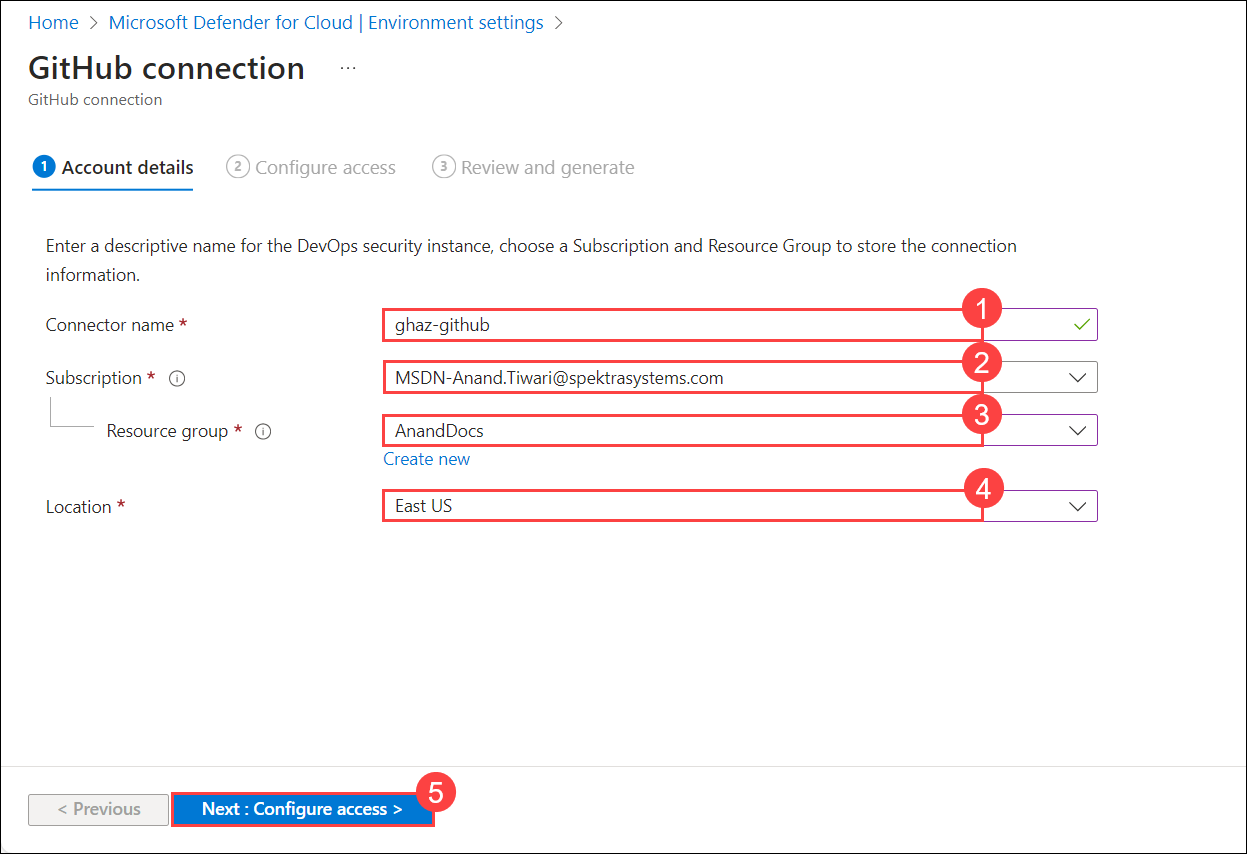 Home > Microsoft Defender for Cloud | Environment settings >
GitHub connection ...
GitHub connection
1 Account details 2 Configure access 3 Review and generate
Enter a descriptive name for the DevOps security instance, choose a Subscription and Resource Group to store the connection
information.
Connector name * ghaz-github 1
Subscription * MSDN-Anand.Tiwari@spektrasystems.com 2
Resource group * AnandDocs 3
Create new
Location * East US 4
< Previous Next : Configure access > 5